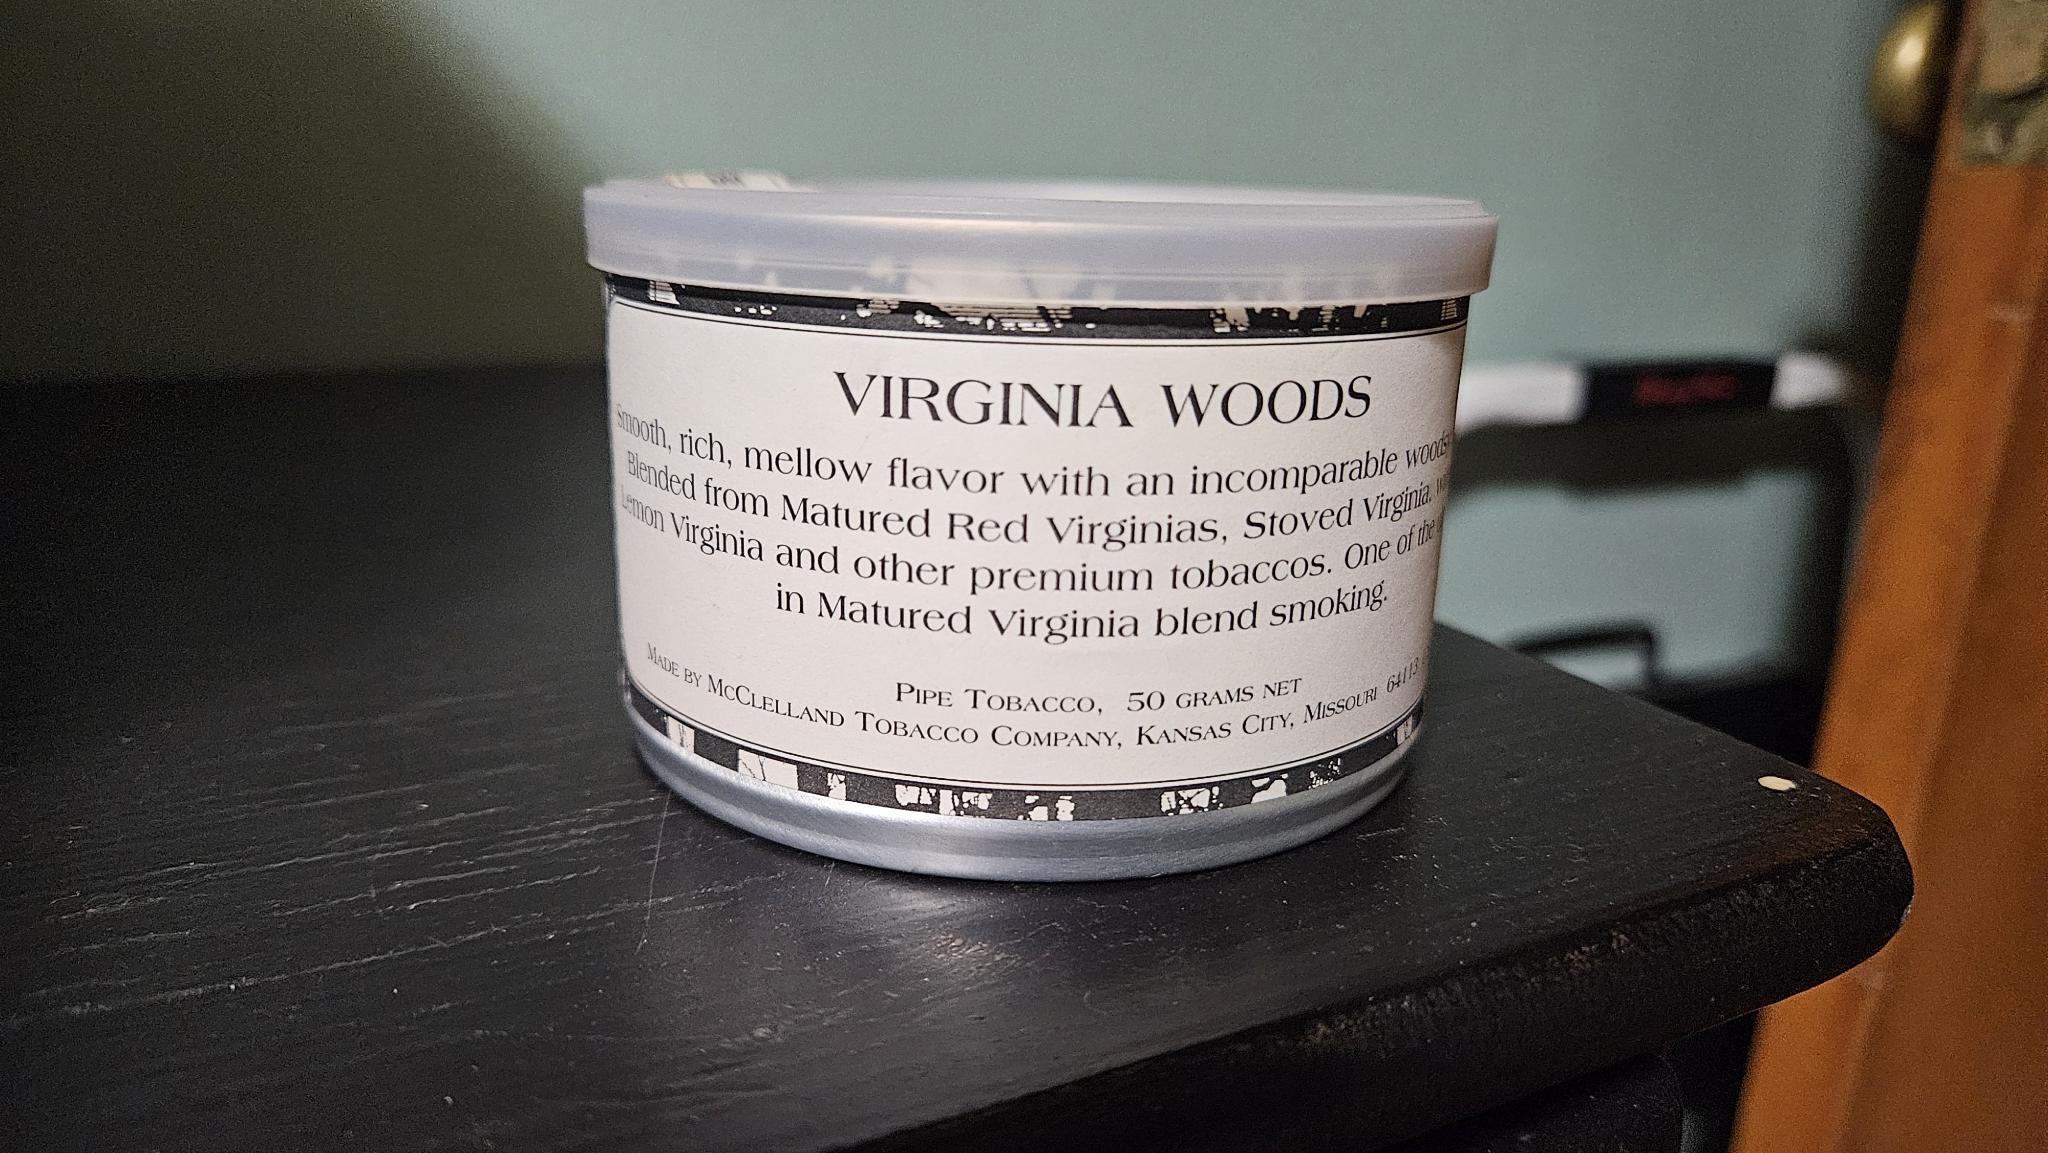 VIRGINIA WOODS
Smooth, rich, mellow flavor with an incomparable
Blended from Matured Red Virginias, Stoved Virginia,
Lemon Virginia and other premium tobaccos. One of the
in Matured Virginia blend smoking.
PIPE TOBACCO, 50 GRAMS NET
MADE BY MCCLELLAND TOBACCO COMPANY, KANSAS CITY, MISSOURI 64113